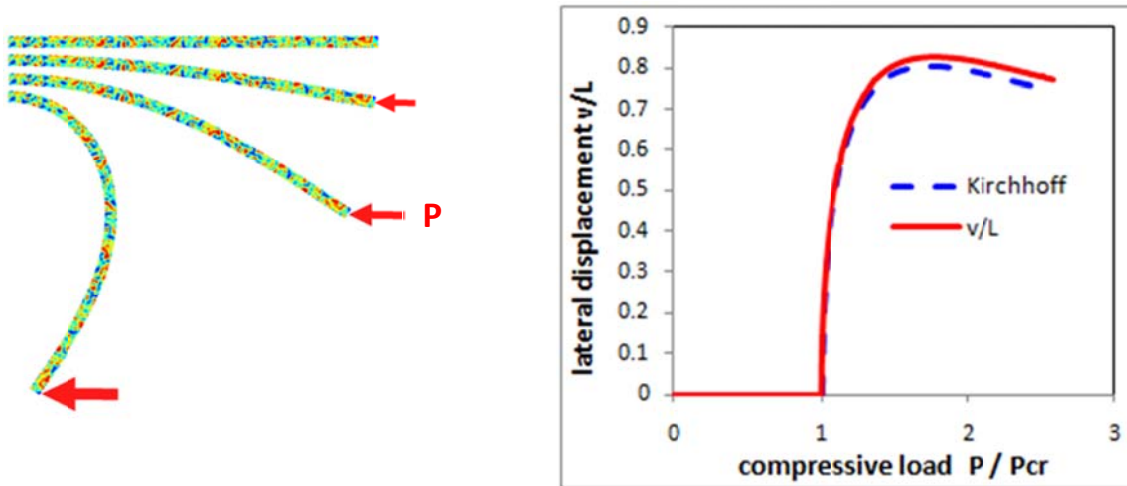 P
lateral displacement v/L
0.9
0.8
0.7
0.6
0.5
0.4
0.3
0.2
0.1
0
Kirchhoff
v/L
0 1 2 3
compressive load P / Pcr